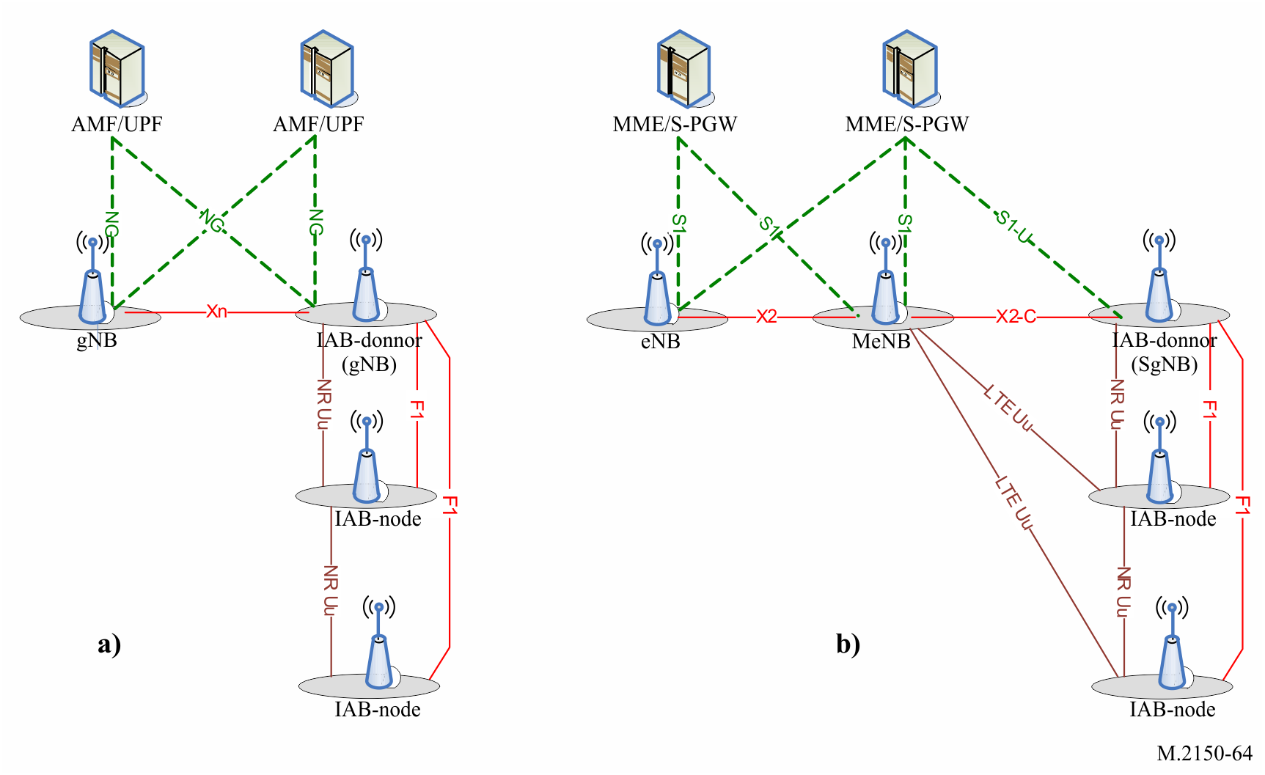 AMF/UPF
AMF/UPF
MME/S-PGW
MME/S-PGW
NG
NG
NG
S1
S1
S1
S1-U
Xn
X2
X2-C
gNB
IAB-donnor
(gNB)
eNB
MeNB
IAB-donnor
(SgNB)
NR Uu
F1
LTE Uu
NR Uu
F1
F1
LTE Uu
F1
IAB-node
IAB-node
NR Uu
NR Uu
a)
b)
IAB-node
IAB-node
M.2150-64